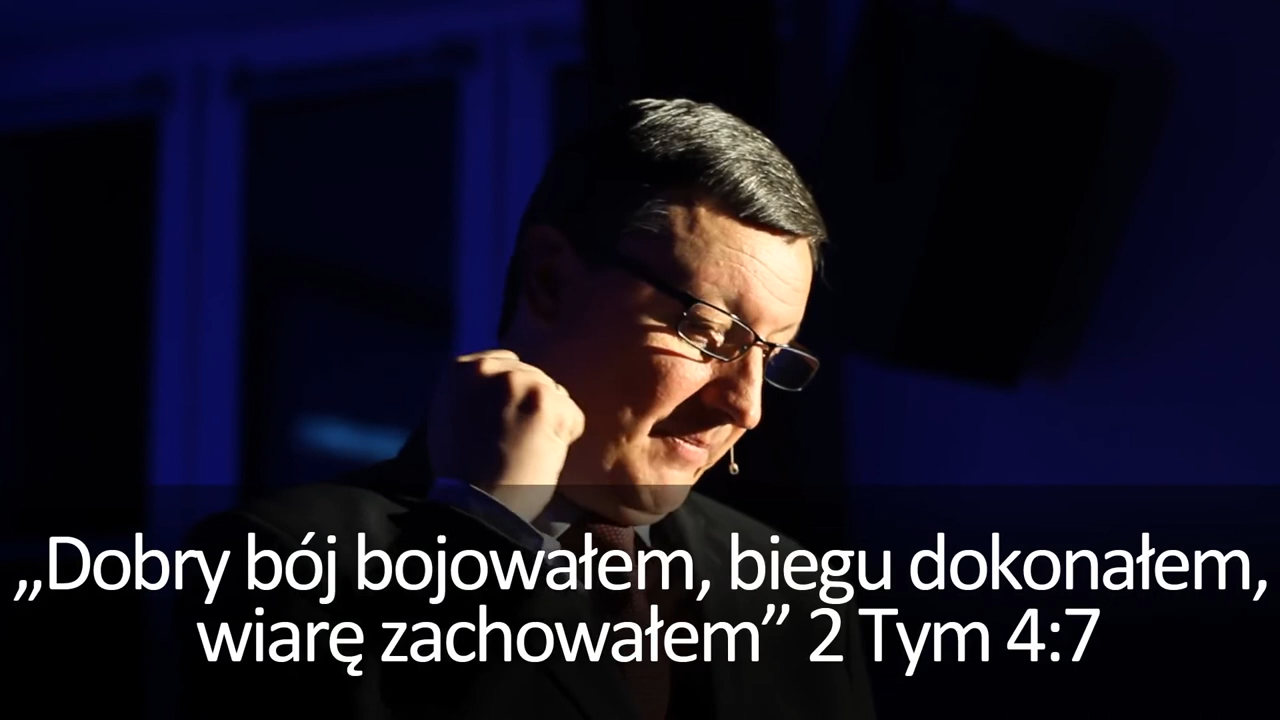 „Dobry bój bojowałem, biegu dokonałem,
wiarę zachowałem” 2 Tym 4:7